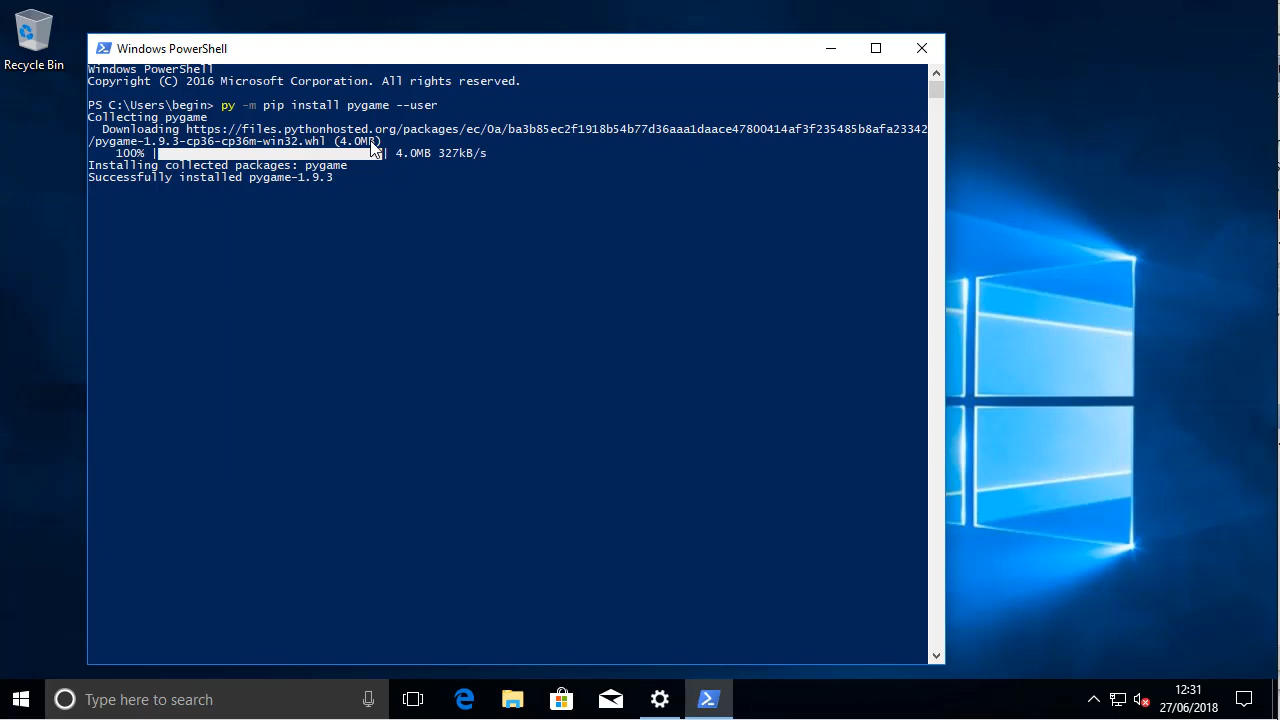 Recycle Bin
Windows PowerShell
Windows PowerShell
Copyright (C) 2016 Microsoft Corporation. All rights reserved.
PS C:\Users\begin> py -m pip install pygame --user
Collecting pygame
Downloading https://files.pythonhosted.org/packages/ec/0a/ba3b85ec2f1918b54b77d36aaa1daace47800414af3f235485b8afa23342
/pygame-1.9.3-cp36-cp36m-win32.whl (4.0MB)
100% | | 4.0MB 327kB/s
Installing collected packages: pygame
Successfully installed pygame-1.9.3
Type here to search
12:31
27/06/2018